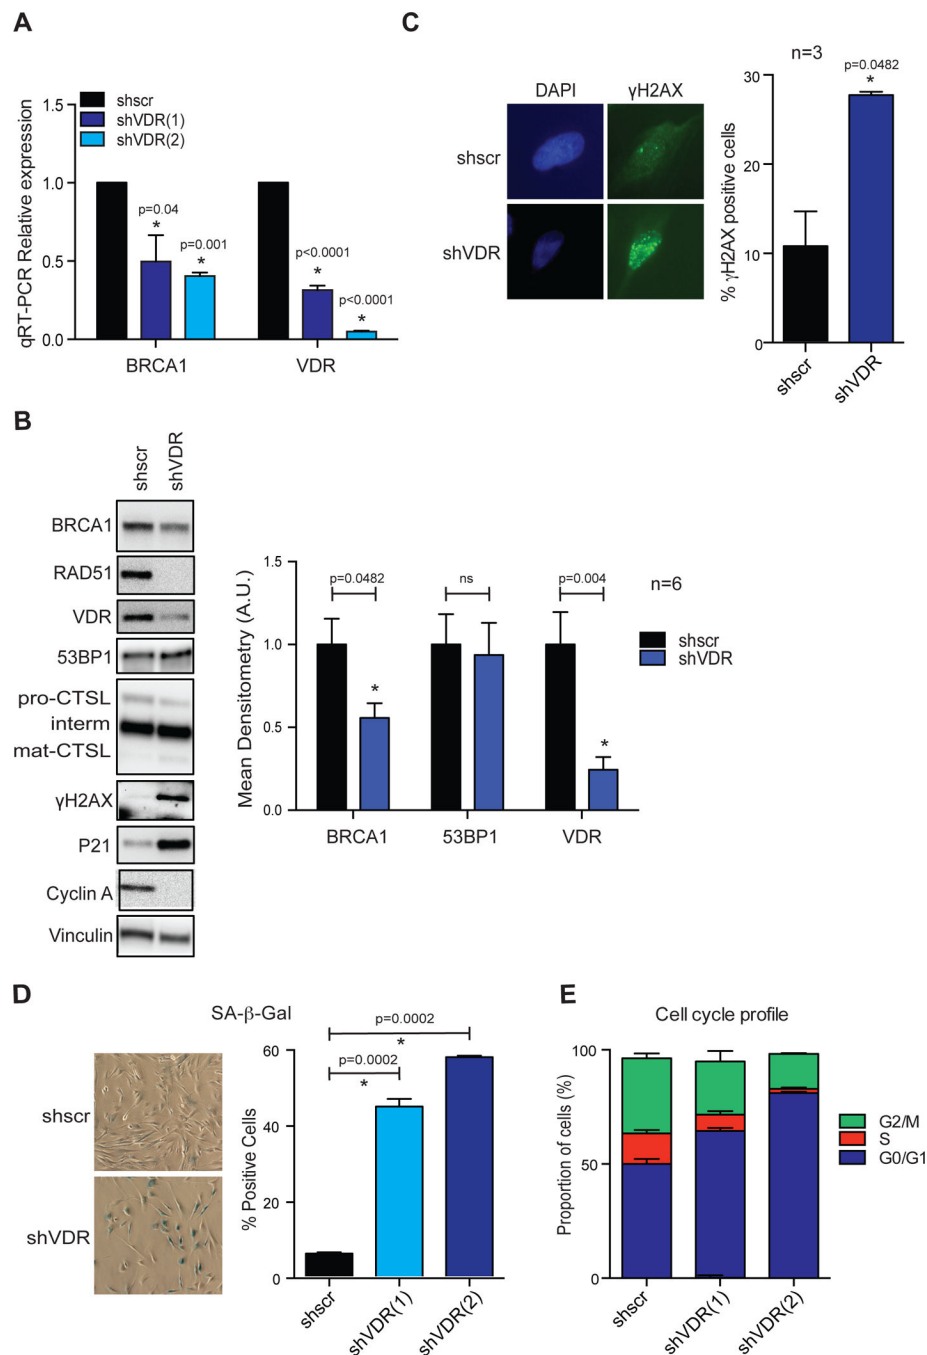 A
qRT-PCR Relative expression
1.5
1.0
0.5
0.0
shscr
shVDR(1)
shVDR(2)
p=0.04
*
p=0.001
*
p<0.0001
*
p<0.0001
*
BRCA1
VDR
C
DAPI
γH2AX
shscr
shVDR
n=3
p=0.0482
*
% γH2AX positive cells
30
20
10
0
shscr
shVDR
B
shscr
shVDR
BRCA1
RAD51
VDR
53BP1
pro-CTSL
interm
mat-CTSL
γH2AX
P21
Cyclin A
Vinculin
Mean Densitometry (A.U.)
1.5
1.0
0.5
0.0
p=0.0482
*
ns
p=0.004
*
n=6
shscr
shVDR
BRCA1
53BP1
VDR
D
SA-β-Gal
shscr
shVDR
% Positive Cells
60
40
20
0
p=0.0002
*
p=0.0002
*
shscr
shVDR(1)
shVDR(2)
E
Cell cycle profile
Proportion of cells (%)
100
50
0
G2/M
S
G0/G1
shscr
shVDR(1)
shVDR(2)